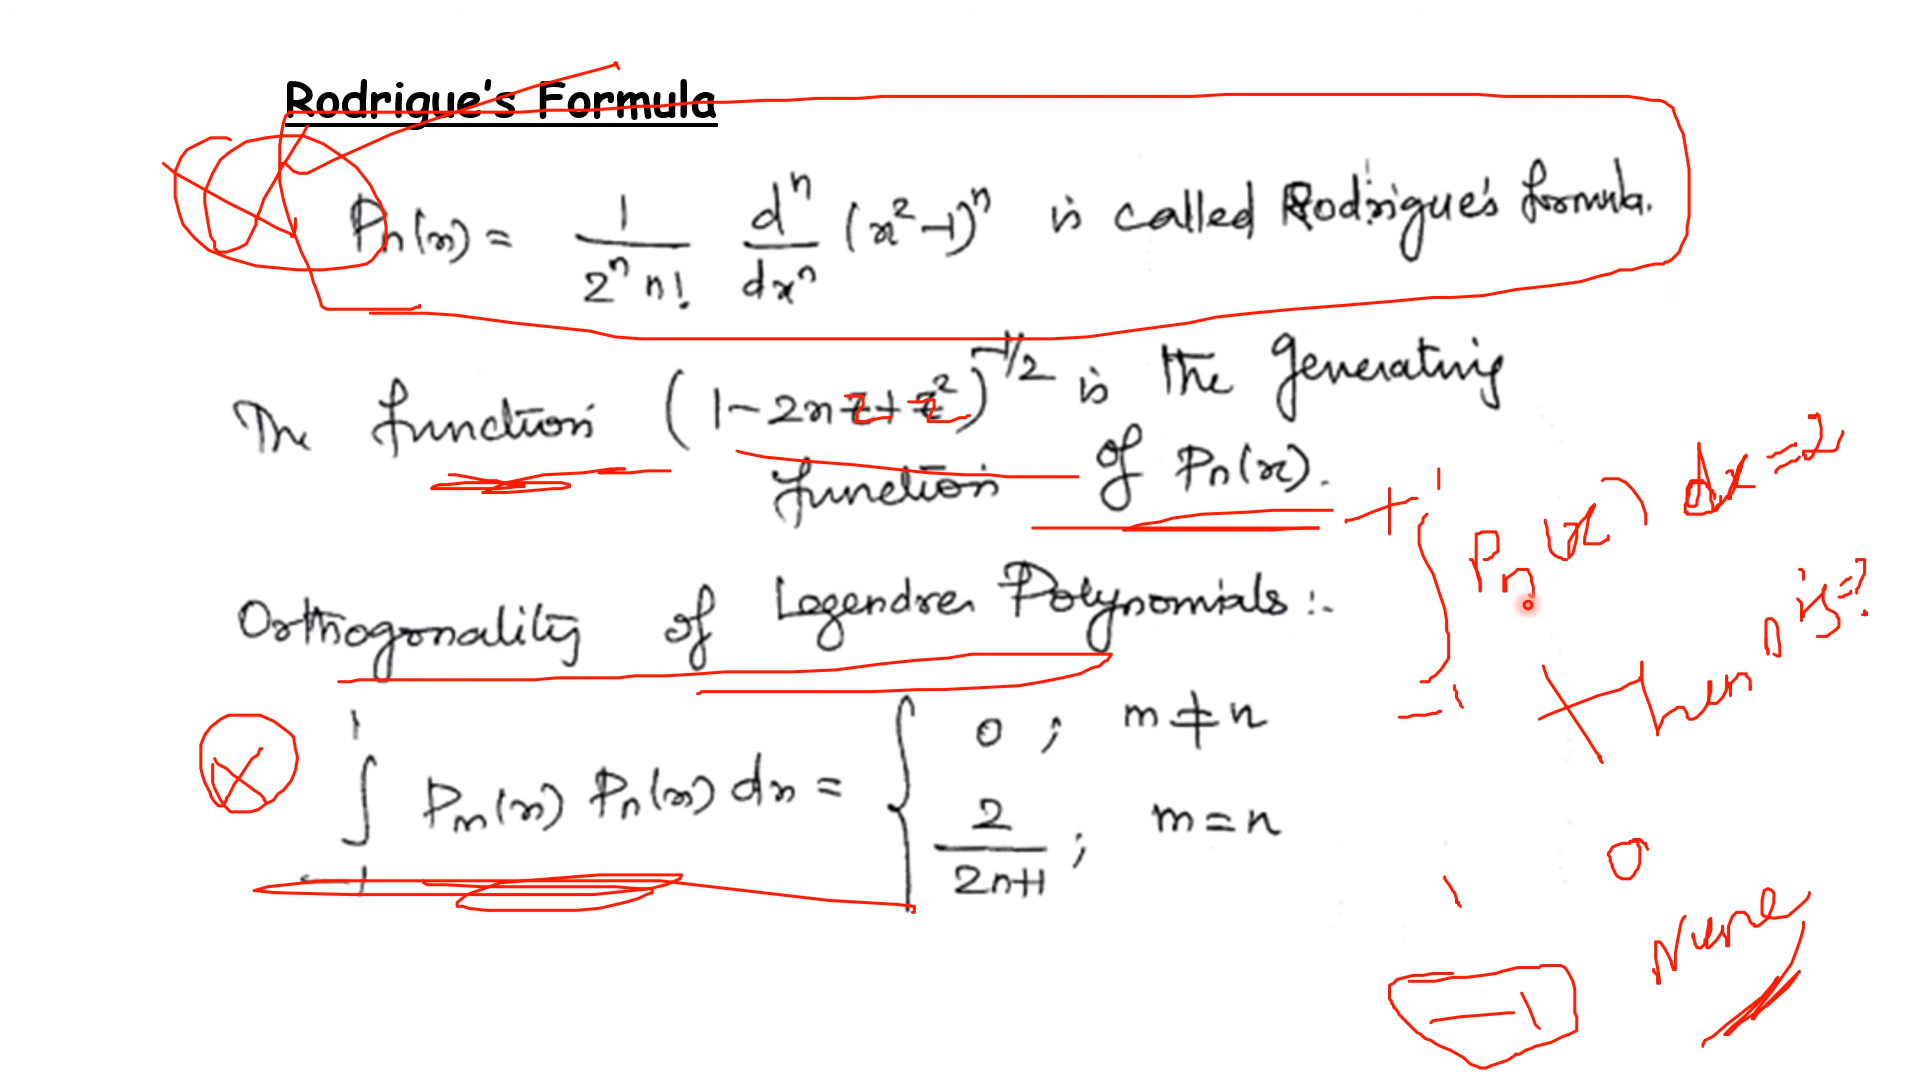 Rodrigue's Formula
Pn(x) = 1/(2^n n!) d^n/dx^n (x^2-1)^n is called Rodrigue's formula.
The function (1-2xz+z^2)^-1/2 is the generating
function of Pn(x).
Orthogonality of Legendre Polynomials:-
∫_-1^1 Pm(x) Pn(x) dx = { 0 ; m≠n
2/(2n+1) ; m=n
∫_-1^+1 Pn(x) dx = 2
Then n is=?
1 0
-1 None